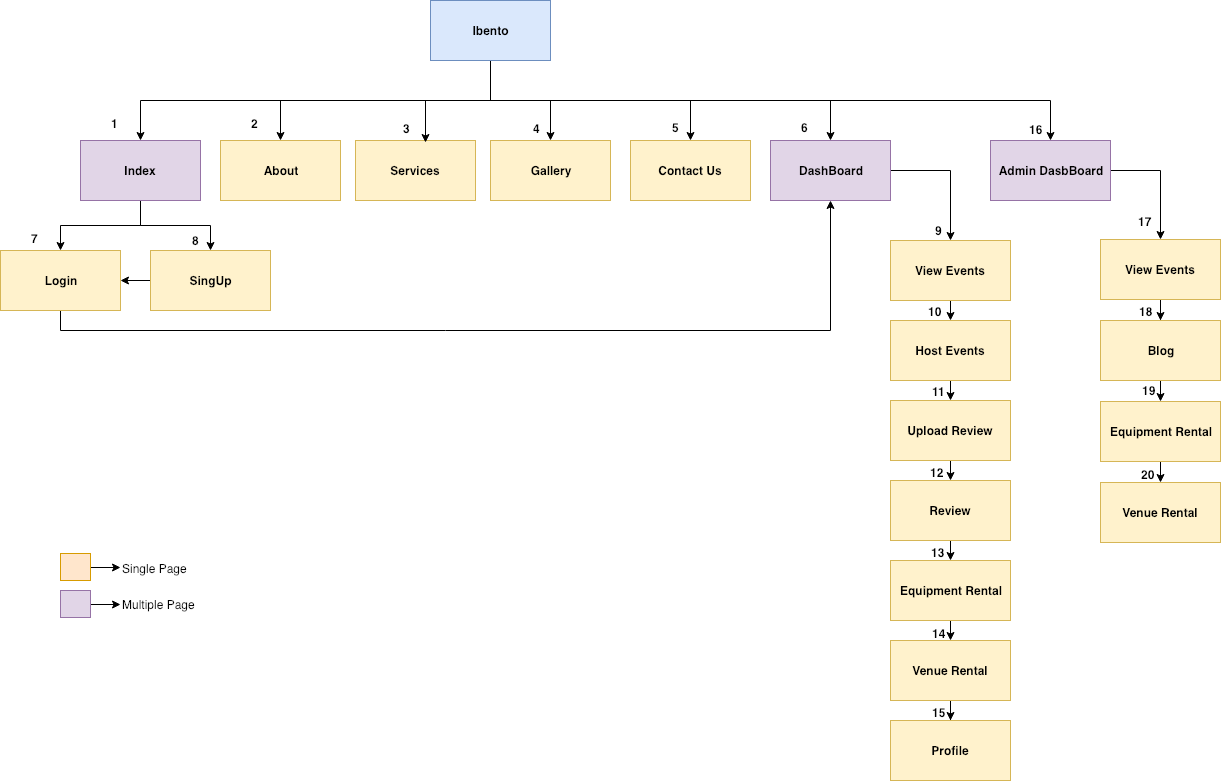 Ibento
1
2
3
4
5
6
16
Index
About
Services
Gallery
Contact Us
DashBoard
Admin DasbBoard
7
8
9
17
Login
SingUp
View Events
View Events
10
18
Host Events
Blog
11
19
Upload Review
Equipment Rental
12
20
Review
Venue Rental
13
Single Page
Equipment Rental
Multiple Page
14
Venue Rental
15
Profile